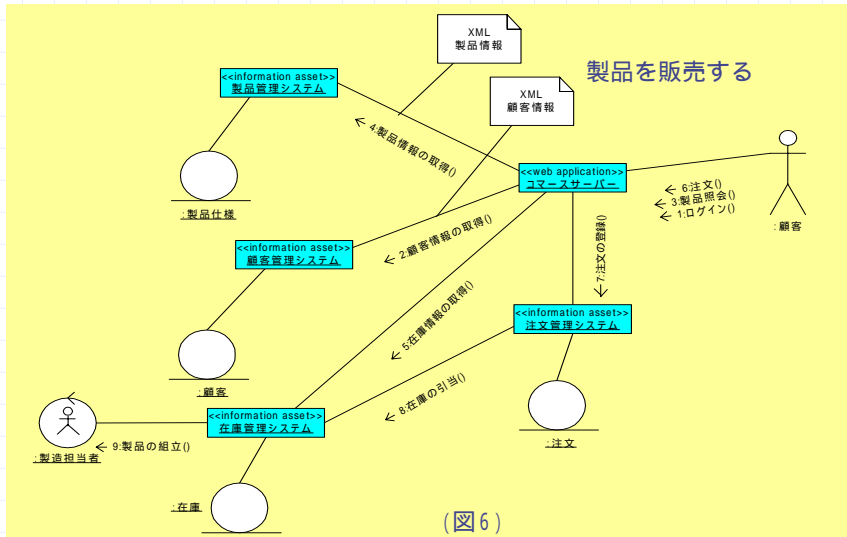 XML
製品情報
製品を販売する
<<information asset>>
製品管理システム
XML
顧客情報
4:製品情報の取得()
<<web application>>
コマースサーバー
6:注文()
3:製品照会()
1:ログイン()
:顧客
:製品仕様
<<information asset>>
顧客管理システム
2:顧客情報の取得()
7:注文の登録()
5:在庫情報の取得()
<<information asset>>
注文管理システム
:顧客
8:在庫の引当()
<<information asset>>
在庫管理システム
9:製品の組立()
:製造担当者
:注文
:在庫
(図6)